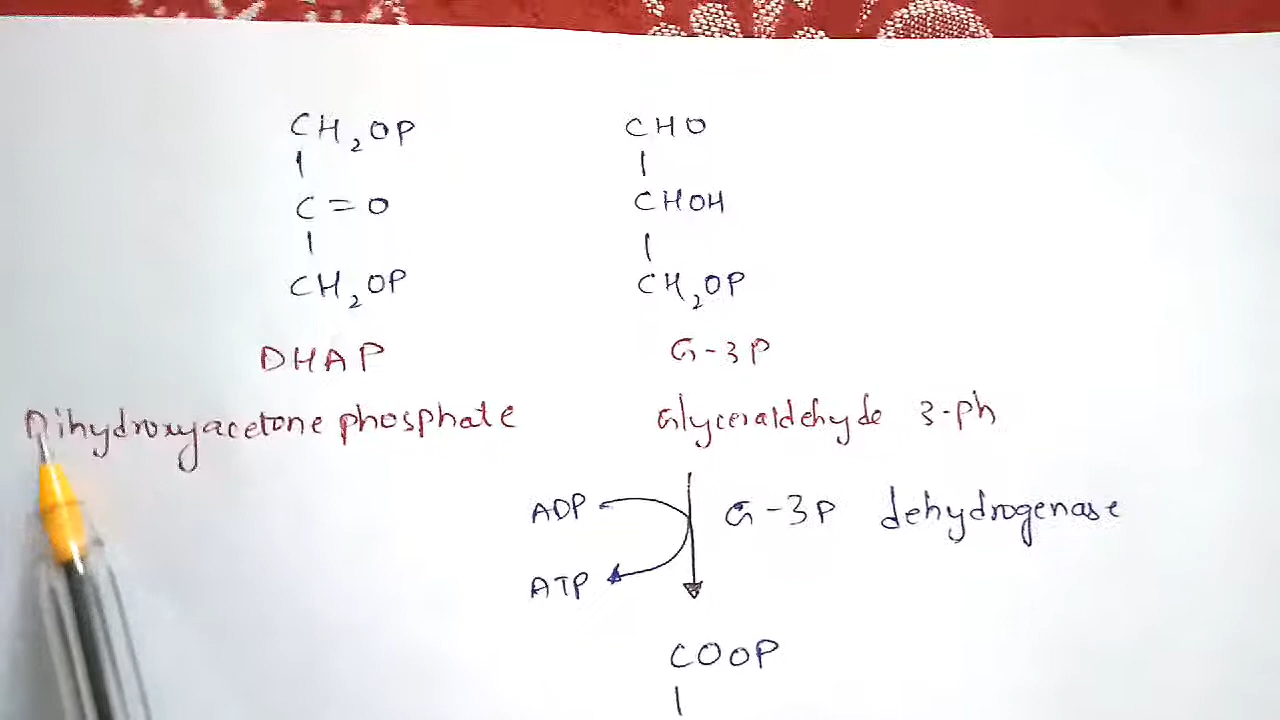 CH2OP CHO
C=O CHOH
CH2OP CH2OP
DHAP G-3P
Dihydroxyacetone phosphate Glyceraldehyde 3-ph
ADP G-3P dehydrogenase
ATP
COOP